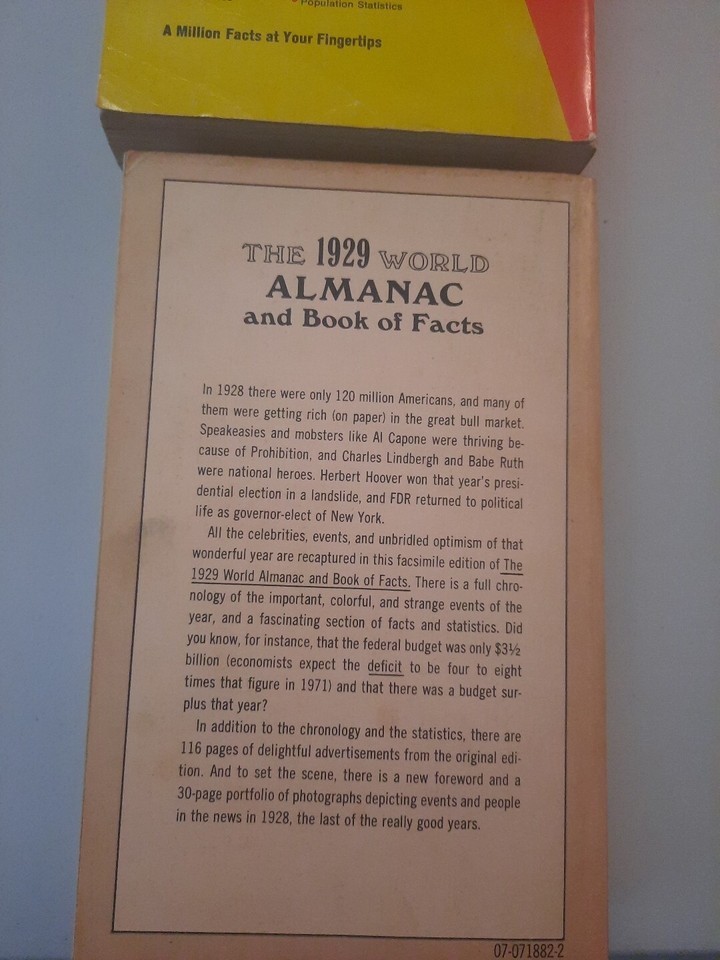 Population Statistics
A Million Facts at Your Fingertips
THE 1929 WORLD
ALMANAC
and Book of Facts
In 1928 there were only 120 million Americans, and many of
them were getting rich (on paper) in the great bull market.
Speakeasies and mobsters like Al Capone were thriving be-
cause of Prohibition, and Charles Lindbergh and Babe Ruth
were national heroes. Herbert Hoover won that year's presi-
dential election in a landslide, and FDR returned to political
life as governor-elect of New York.
All the celebrities, events, and unbridled optimism of that
wonderful year are recaptured in this facsimile edition of The
1929 World Almanac and Book of Facts. There is a full chro-
nology of the important, colorful, and strange events of the
year, and a fascinating section of facts and statistics. Did
you know, for instance, that the federal budget was only $3½
billion (economists expect the deficit to be four to eight
times that figure in 1971) and that there was a budget sur-
plus that year?
In addition to the chronology and the statistics, there are
116 pages of delightful advertisements from the original edi-
tion. And to set the scene, there is a new foreword and a
30-page portfolio of photographs depicting events and people
in the news in 1928, the last of the really good years.
07-071882-2